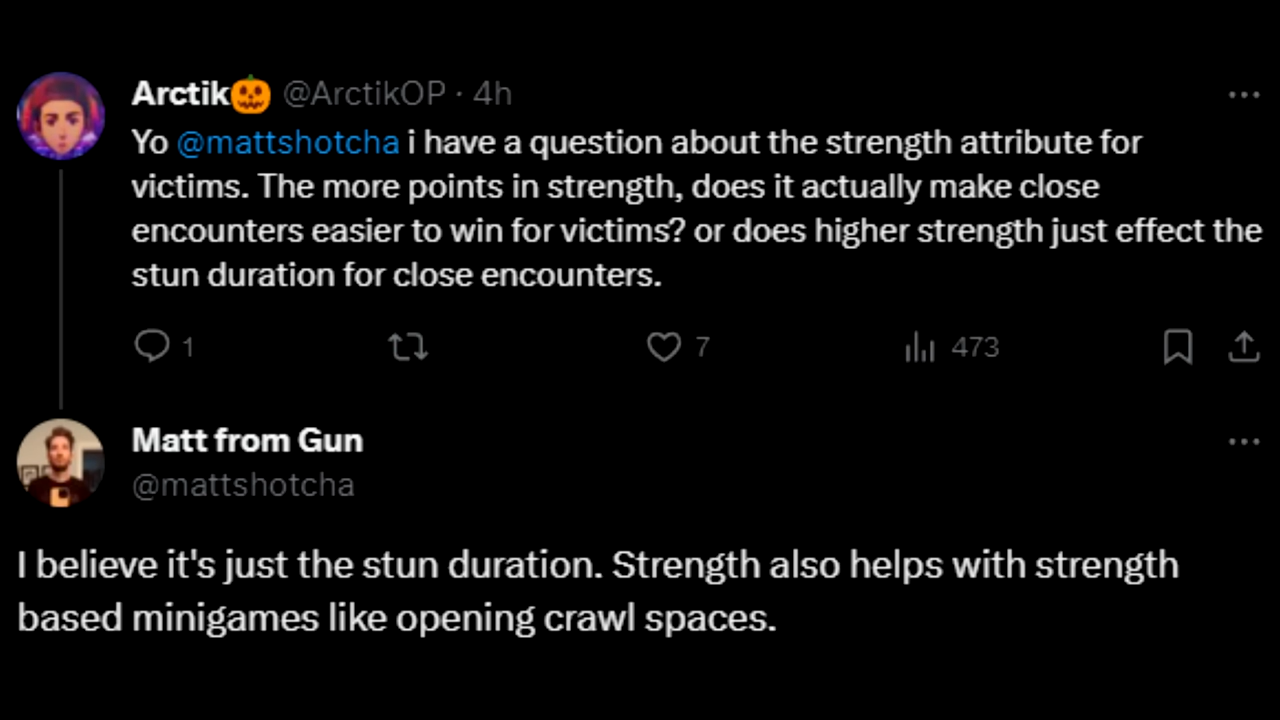 Arctik🎃 @ArctikOP · 4h
Yo @mattshotcha i have a question about the strength attribute for
victims. The more points in strength, does it actually make close
encounters easier to win for victims? or does higher strength just effect the
stun duration for close encounters.
1 7 473
Matt from Gun
@mattshotcha
I believe it's just the stun duration. Strength also helps with strength
based minigames like opening crawl spaces.